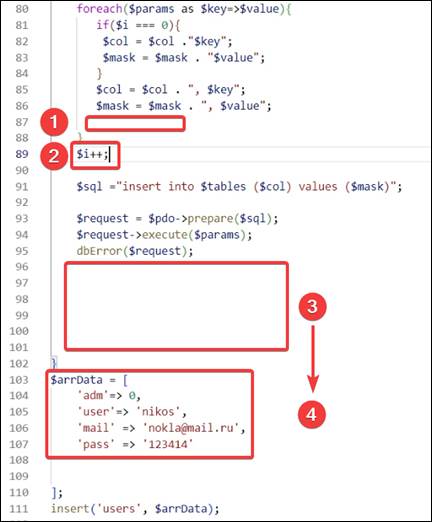 80 foreach($params as $key=>$value){
81 if($i === 0){
82 $col = $col ."$key";
83 $mask = $mask . "$value";
84 }
85 $col = $col . ", $key";
86 $mask = $mask . ", $value";
87 1
88 }
89 2 $i++;
90
91 $sql ="insert into $tables ($col) values ($mask)";
92
93 $request = $pdo->prepare($sql);
94 $request->execute($params);
95 dbError($request);
96
97
98 3
99
100
101
102 }
103 $arrData = [
104 'adm'=> 0,
105 'user'=> 'nikos', 4
106 'mail' => 'nokla@mail.ru',
107 'pass' => '123414'
108
109
110 ];
111 insert('users', $arrData);